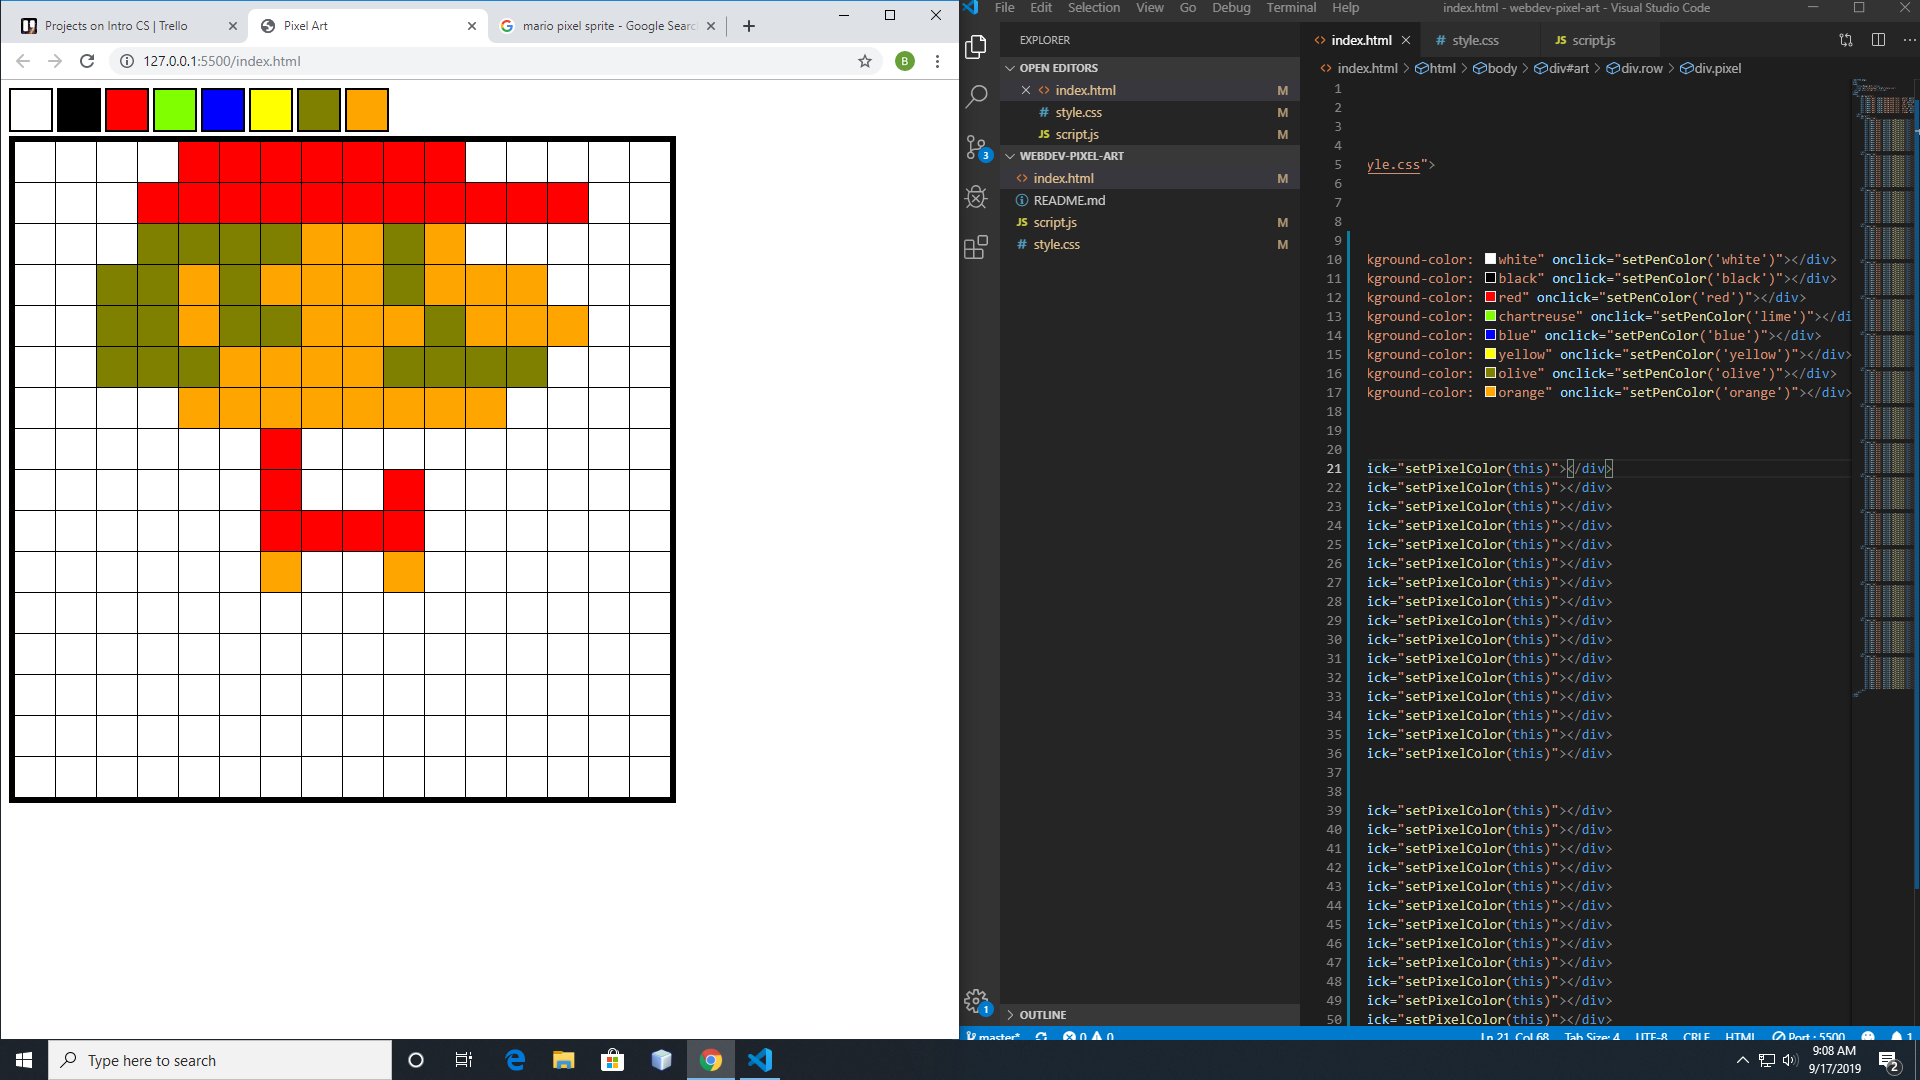 Projects on Intro CS | Trello
Pixel Art
mario pixel sprite - Google Searc
127.0.0.1:5500/index.html
B
File Edit Selection View Go Debug Terminal Help
index.html - webdev-pixel-art - Visual Studio Code
EXPLORER
OPEN EDITORS
index.html M
style.css M
script.js M
WEBDEV-PIXEL-ART
index.html M
README.md
script.js M
style.css M
OUTLINE
3
1
index.html
style.css
script.js
index.html > html > body > div#art > div.row > div.pixel
1
2
3
4
5 yle.css">
6
7
8
9
10 kground-color: white" onclick="setPenColor('white')"></div>
11 kground-color: black" onclick="setPenColor('black')"></div>
12 kground-color: red" onclick="setPenColor('red')"></div>
13 kground-color: chartreuse" onclick="setPenColor('lime')"></di
14 kground-color: blue" onclick="setPenColor('blue')"></div>
15 kground-color: yellow" onclick="setPenColor('yellow')"></div>
16 kground-color: olive" onclick="setPenColor('olive')"></div>
17 kground-color: orange" onclick="setPenColor('orange')"></div>
18
19
20
21 ick="setPixelColor(this)"></div>
22 ick="setPixelColor(this)"></div>
23 ick="setPixelColor(this)"></div>
24 ick="setPixelColor(this)"></div>
25 ick="setPixelColor(this)"></div>
26 ick="setPixelColor(this)"></div>
27 ick="setPixelColor(this)"></div>
28 ick="setPixelColor(this)"></div>
29 ick="setPixelColor(this)"></div>
30 ick="setPixelColor(this)"></div>
31 ick="setPixelColor(this)"></div>
32 ick="setPixelColor(this)"></div>
33 ick="setPixelColor(this)"></div>
34 ick="setPixelColor(this)"></div>
35 ick="setPixelColor(this)"></div>
36 ick="setPixelColor(this)"></div>
37
38
39 ick="setPixelColor(this)"></div>
40 ick="setPixelColor(this)"></div>
41 ick="setPixelColor(this)"></div>
42 ick="setPixelColor(this)"></div>
43 ick="setPixelColor(this)"></div>
44 ick="setPixelColor(this)"></div>
45 ick="setPixelColor(this)"></div>
46 ick="setPixelColor(this)"></div>
47 ick="setPixelColor(this)"></div>
48 ick="setPixelColor(this)"></div>
49 ick="setPixelColor(this)"></div>
50 ick="setPixelColor(this)"></div>
master* 0 0 Ln 21, Col 68 Tab Size: 4 UTF-8 CRLF HTML Port : 5500 1
Type here to search
9:08 AM
9/17/2019
2